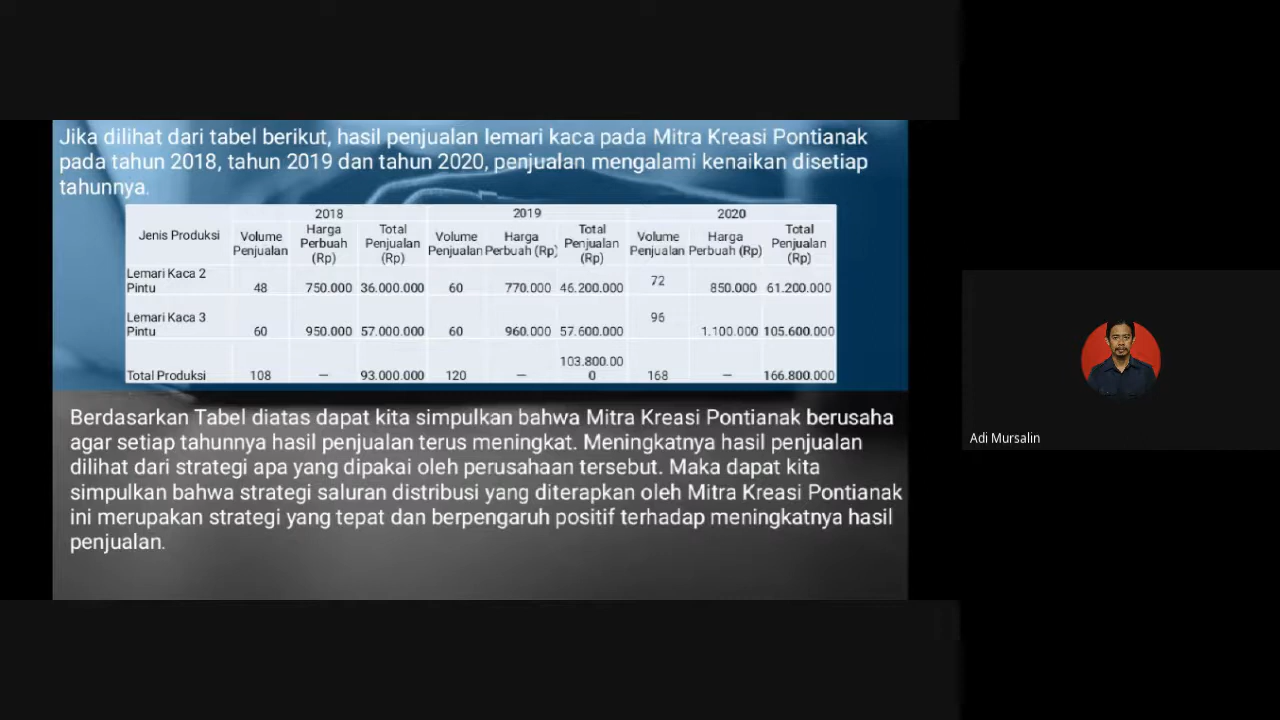 Jika dilihat dari tabel berikut, hasil penjualan lemari kaca pada Mitra Kreasi Pontianak
pada tahun 2018, tahun 2019 dan tahun 2020, penjualan mengalami kenaikan disetiap
tahunnya.
2018 2019 2020
Jenis Produksi Volume Penjualan Harga Perbuah (Rp) Total Penjualan (Rp) Volume Penjualan Harga Perbuah (Rp) Total Penjualan (Rp) Volume Penjualan Harga Perbuah (Rp) Total Penjualan (Rp)
Lemari Kaca 2
Pintu 48 750.000 36.000.000 60 770.000 46.200.000 72 850.000 61.200.000
Lemari Kaca 3
Pintu 60 950.000 57.000.000 60 960.000 57.600.000 96 1.100.000 105.600.000
103.800.00
Total Produksi 108 — 93.000.000 120 — 0 168 — 166.800.000
Berdasarkan Tabel diatas dapat kita simpulkan bahwa Mitra Kreasi Pontianak berusaha
agar setiap tahunnya hasil penjualan terus meningkat. Meningkatnya hasil penjualan
dilihat dari strategi apa yang dipakai oleh perusahaan tersebut. Maka dapat kita
simpulkan bahwa strategi saluran distribusi yang diterapkan oleh Mitra Kreasi Pontianak
ini merupakan strategi yang tepat dan berpengaruh positif terhadap meningkatnya hasil
penjualan.
Adi Mursalin